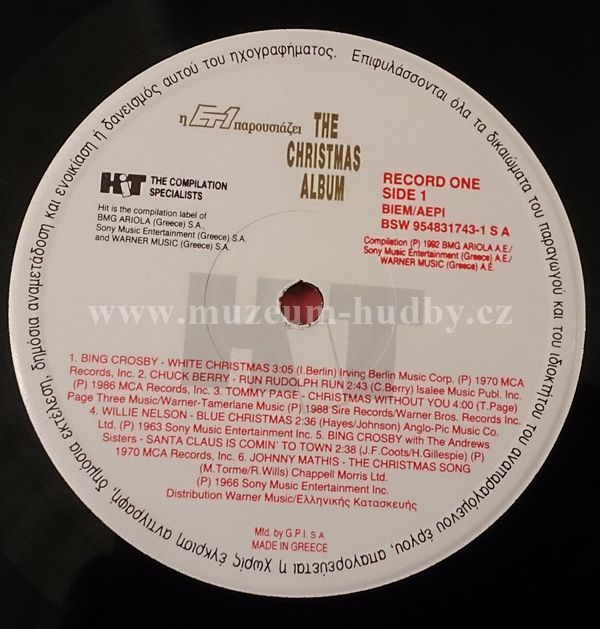 Επιφυλάσσονται όλα τα δικαιώματα του παραγωγού και του ιδιοκτήτου του αναπαραγόμενου έργου, απαγορεύεται η χωρίς έγκριση αντιγραφή, δημόσια εκτέλεση, δημόσια αναμετάδοση και ενοικίαση ή δανεισμός αυτού του ηχογραφήματος.
η ET1 παρουσιάζει
THE
CHRISTMAS
ALBUM
HiT THE COMPILATION
SPECIALISTS
Hit is the compilation label of
BMG ARIOLA (Greece) S.A.,
Sony Music Entertainment (Greece) S.A.
and WARNER MUSIC (Greece) S.A.
RECORD ONE
SIDE 1
BIEM/AEPI
BSW 954831743-1 S A
Compilation (P) 1992 BMG ARIOLA A.E./
Sony Music Entertainment (Greece) A.E./
WARNER MUSIC (Greece) A.E.
HiT
www.muzeum-hudby.cz
1. BING CROSBY - WHITE CHRISTMAS 3:05 (I.Berlin) Irving Berlin Music Corp. (P) 1970 MCA
Records, Inc. 2. CHUCK BERRY - RUN RUDOLPH RUN 2:43 (C.Berry) Isalee Music Publ. Inc.
(P) 1986 MCA Records, Inc. 3. TOMMY PAGE - CHRISTMAS WITHOUT YOU 4:00 (T.Page)
Page Three Music/Warner-Tamerlane Music (P) 1988 Sire Records/Warner Bros. Records Inc.
4. WILLIE NELSON - BLUE CHRISTMAS 2:36 (Hayes/Johnson) Anglo-Pic Music Co.
Ltd. (P) 1963 Sony Music Entertainment Inc. 5. BING CROSBY with The Andrews
Sisters - SANTA CLAUS IS COMIN' TO TOWN 2:38 (J.F.Coots/H.Gillespie) (P)
1970 MCA Records, Inc. 6. JOHNNY MATHIS - THE CHRISTMAS SONG
(M.Torme/R.Wills) Chappell Morris Ltd.
(P) 1966 Sony Music Entertainment Inc.
Distribution Warner Music/Ελληνικής Κατασκευής
Mfd. by G.P.I. S A
MADE IN GREECE